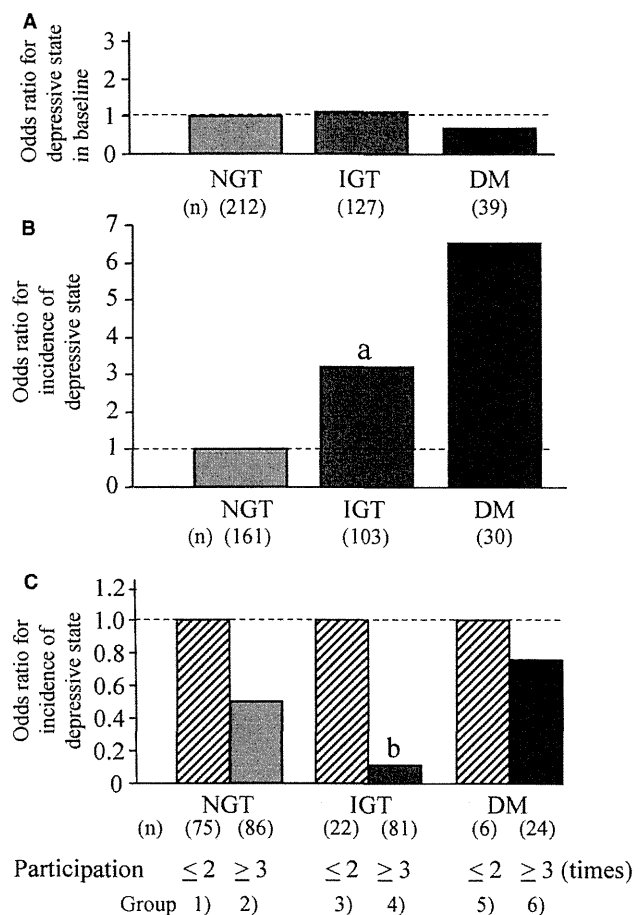 A
Odds ratio for
depressive state
in baseline
3
2
1
0
NGT IGT DM
(n) (212) (127) (39)
B
Odds ratio for
incidence of
depressive state
7
6
5
4
3
2
1
0
a
NGT IGT DM
(n) (161) (103) (30)
C
Odds ratio for
incidence of
depressive state
1.2
1.0
0.8
0.6
0.4
0.2
0
b
NGT IGT DM
(n) (75) (86) (22) (81) (6) (24)
Participation ≤ 2 ≥ 3 ≤ 2 ≥ 3 ≤ 2 ≥ 3 (times)
Group 1) 2) 3) 4) 5) 6)